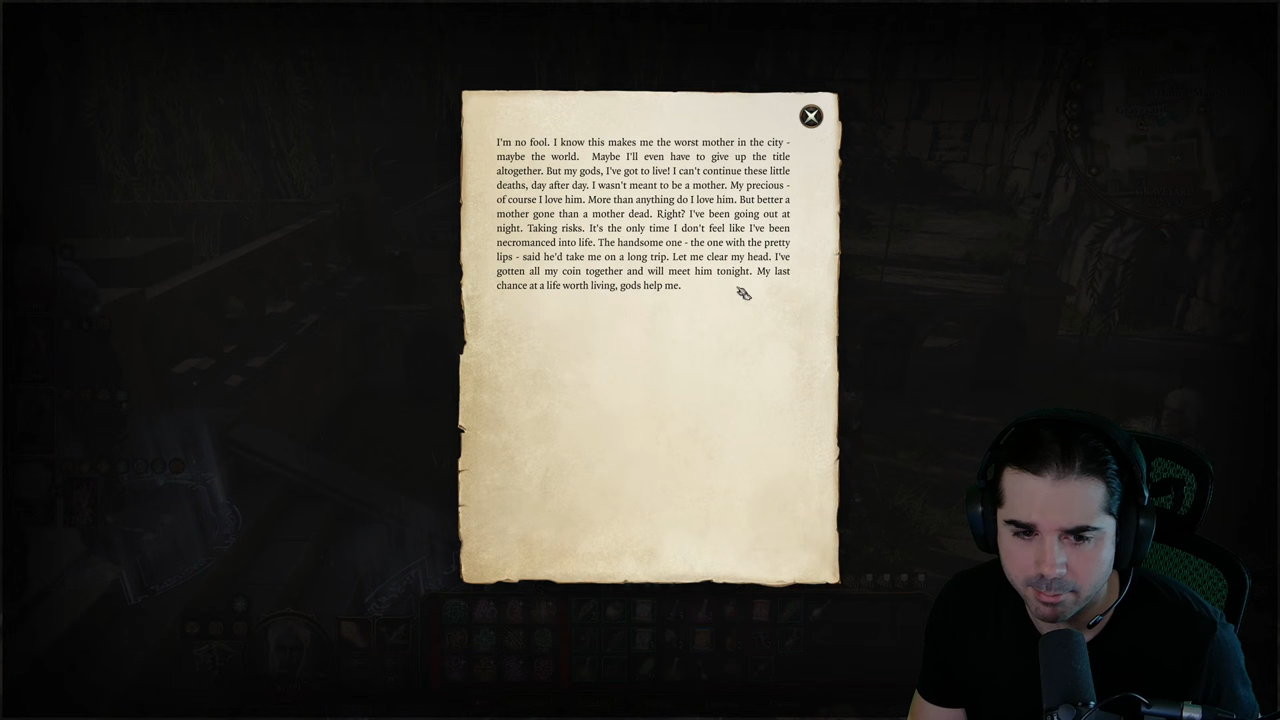 I'm no fool. I know this makes me the worst mother in the city -
maybe the world.  Maybe I'll even have to give up the title
altogether. But my gods, I've got to live! I can't continue these little
deaths, day after day. I wasn't meant to be a mother. My precious -
of course I love him. More than anything do I love him. But better a
mother gone than a mother dead. Right? I've been going out at
night. Taking risks. It's the only time I don't feel like I've been
necromanced into life. The handsome one - the one with the pretty
lips - said he'd take me on a long trip. Let me clear my head. I've
gotten all my coin together and will meet him tonight. My last
chance at a life worth living, gods help me.